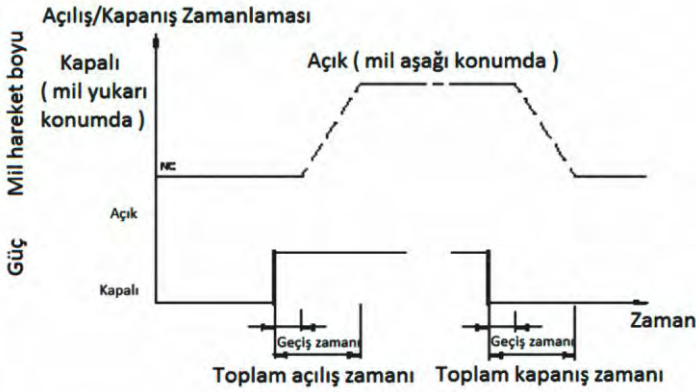 Açılış/Kapanış Zamanlaması
Mil hareket boyu
Kapalı
( mil yukarı
konumda )
Açık ( mil aşağı konumda )
NC
Açık
Güç
Kapalı
Zaman
Geçiş zamanı
Geçiş zamanı
Toplam açılış zamanı
Toplam kapanış zamanı